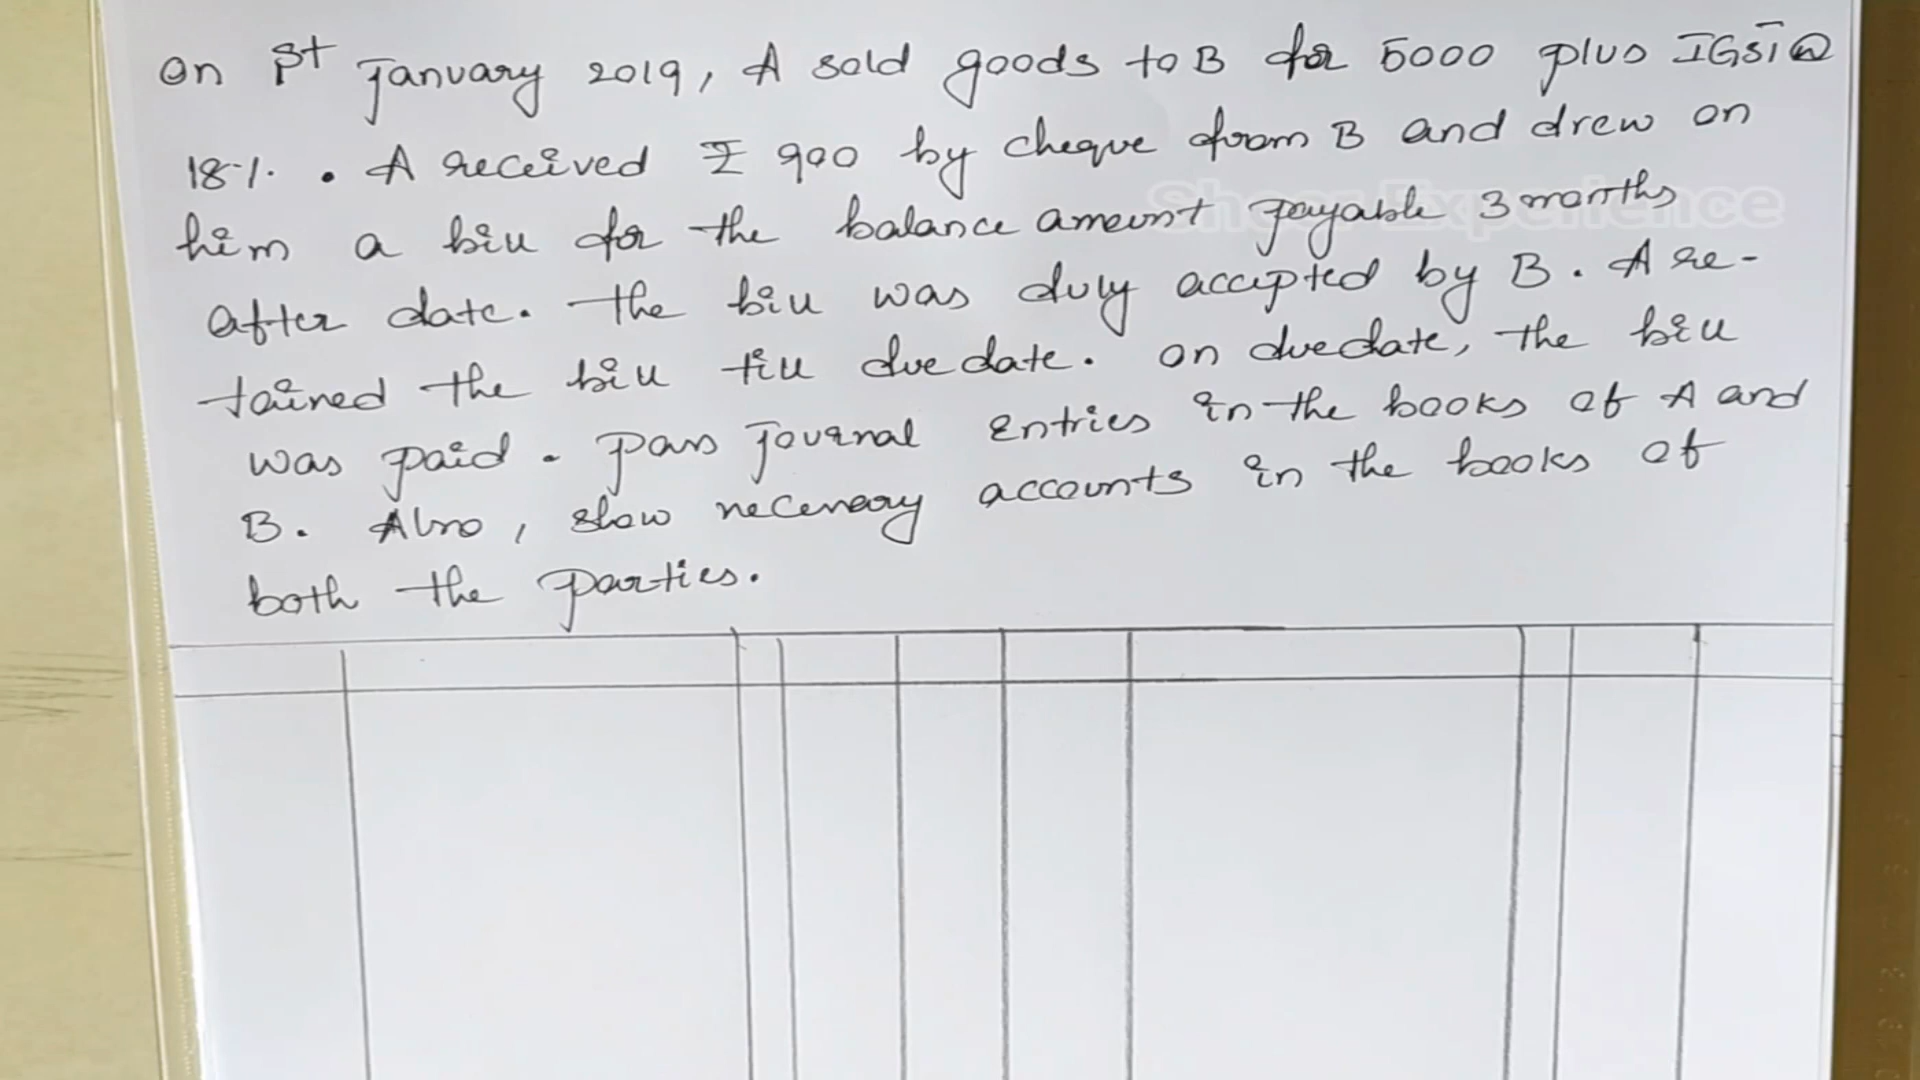 On 1st January 2019, A sold goods to B for 5000 plus IGST @
18%. A received ₹ 900 by cheque from B and drew on
him a bill for the balance amount payable 3 months
after date. The bill was duly accepted by B. A re-
tained the bill till due date. On due date, the bill
was paid. Pass Journal entries in the books of A and
B. Also, show necessary accounts in the books of
both the parties.
Sheer Experience